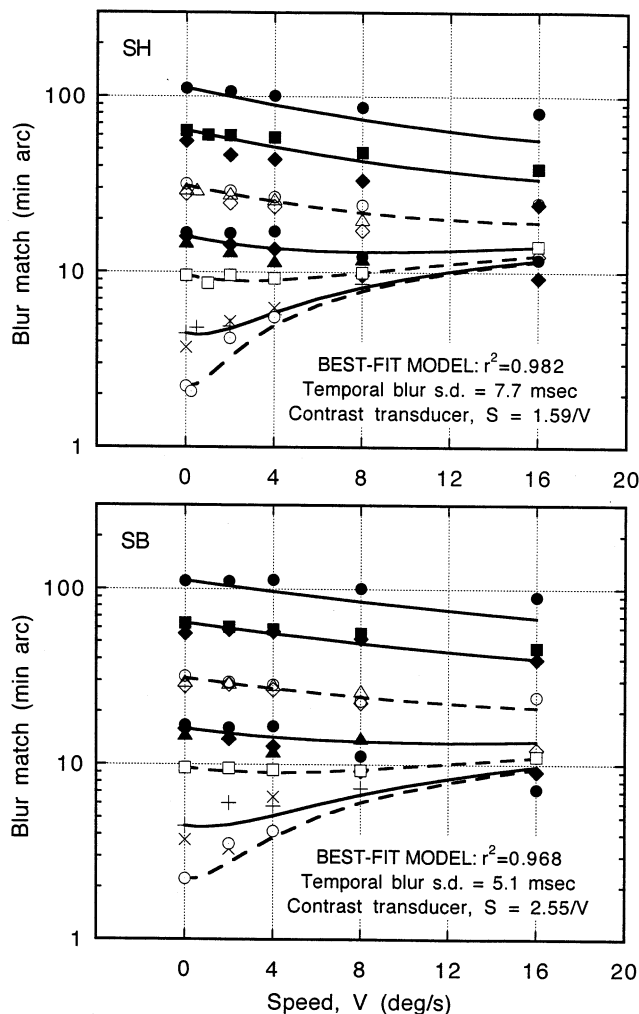 SH
100
10
1
Blur match (min arc)
BEST-FIT MODEL: r²=0.982
Temporal blur s.d. = 7.7 msec
Contrast transducer, S = 1.59/V
0 4 8 12 16 20
SB
100
10
1
Blur match (min arc)
BEST-FIT MODEL: r²=0.968
Temporal blur s.d. = 5.1 msec
Contrast transducer, S = 2.55/V
0 4 8 12 16 20
Speed, V (deg/s)